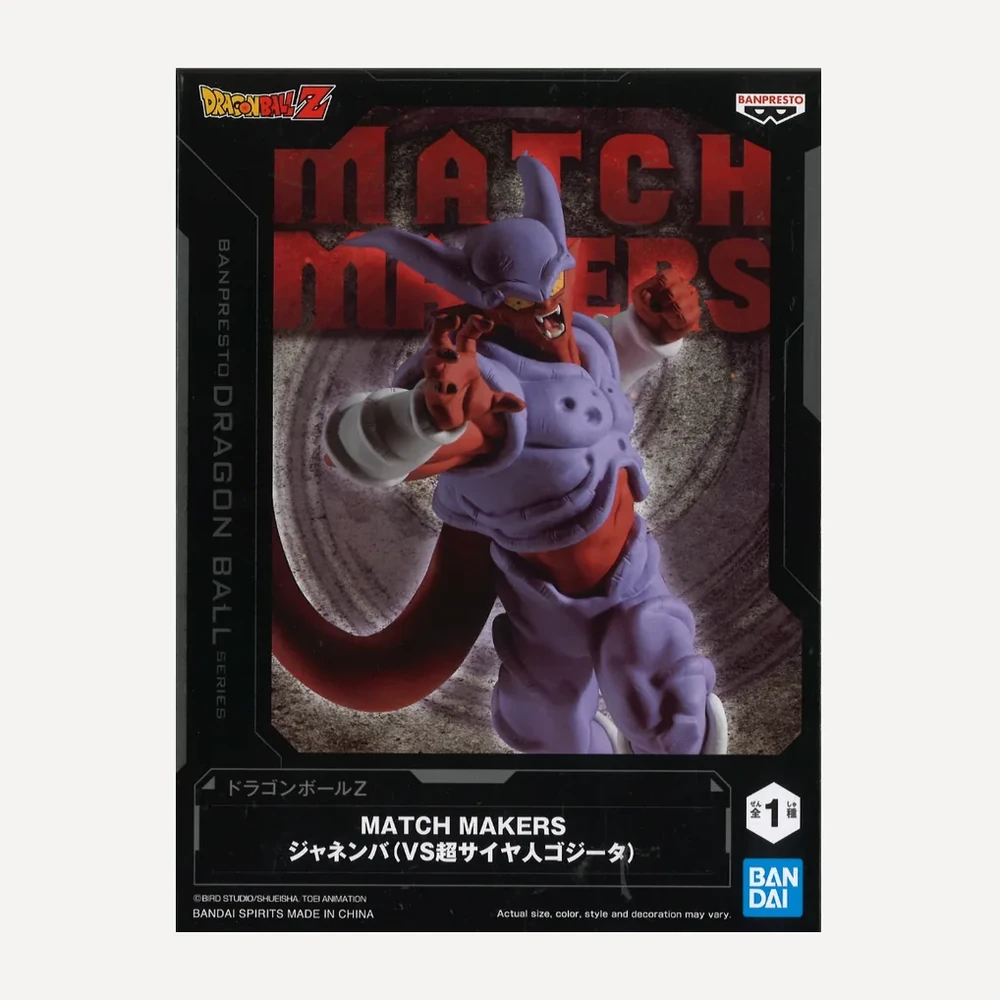 DRAGONBALL Z
BANPRESTO
MATCH
MAKERS
BANPRESTO DRAGON BALL SERIES
ドラゴンボールZ
MATCH MAKERS
ジャネンバ(VS超サイヤ人ゴジータ)
ぜん しゅ
全1種
BAN
DAI
©BIRD STUDIO/SHUEISHA, TOEI ANIMATION
BANDAI SPIRITS MADE IN CHINA
Actual size, color, style and decoration may vary.